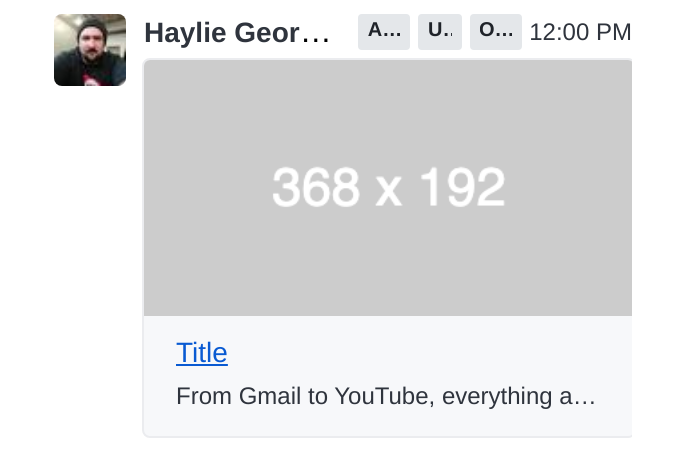 Haylie Geor… A… U.. O… 12:00 PM
368 x 192
Title
From Gmail to YouTube, everything a…